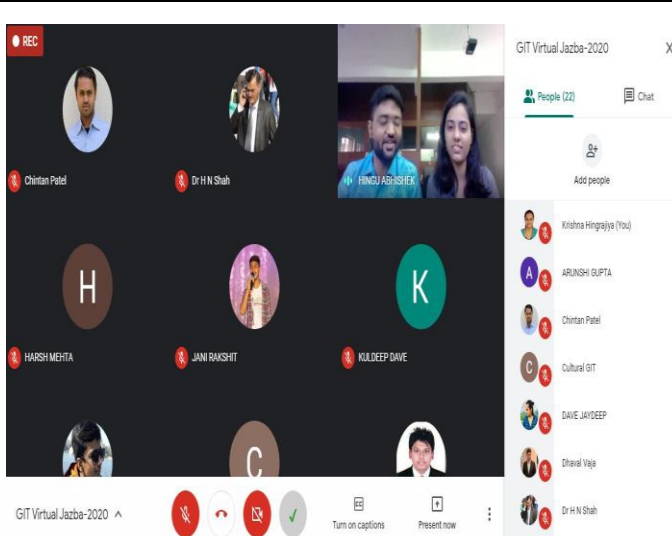 REC
GIT Virtual Jazba-2020
X
People (22)
Chat
Add people
Chintan Patel
Dr H N Shah
HINGU ABHISHEK
H
K
HARSH MEHTA
JANI RAKSHIT
KULDEEP DAVE
C
Krishna Hingrajiya (You)
A
ARUNSHI GUPTA
Chintan Patel
C
Cultural GIT
DAVE JAYDEEP
Dhaval Vaja
Dr H N Shah
GIT Virtual Jazba-2020
CC
Turn on captions
Present now